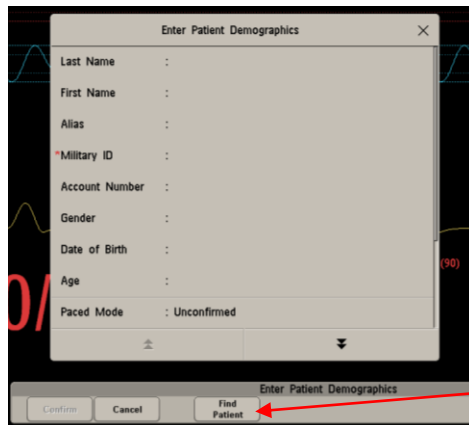 Enter Patient Demographics
Last Name :
First Name :
Alias :
*Military ID :
Account Number :
Gender :
Date of Birth :
Age :
(90)
0/
Paced Mode : Unconfirmed
Enter Patient Demographics
Confirm Cancel Find Patient